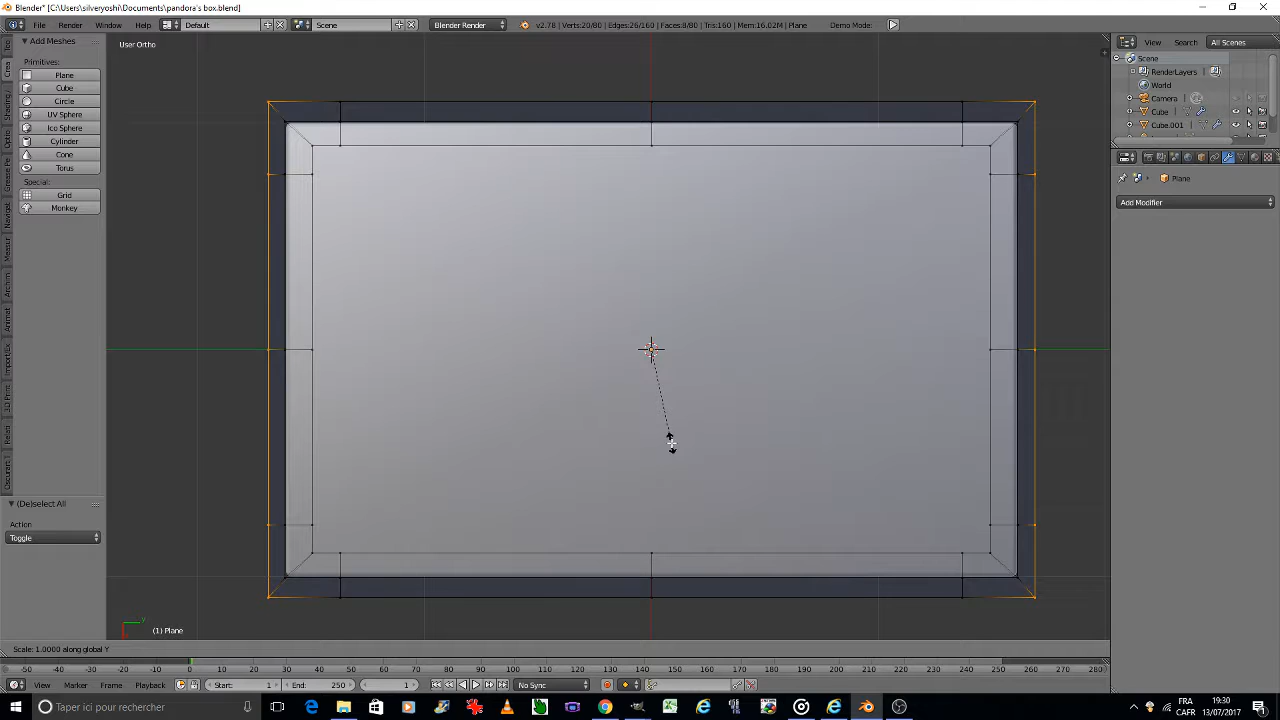 Blender* [C:\Users\silveryoshi\Documents\pandora's box.blend]
File Render Window Help Default Scene Blender Render v2.78 | Verts:20/80 | Edges:26/160 | Faces:8/80 | Tris:160 | Mem:16.02M | Plane Demo Mode:
Add Meshes
Primitives:
Plane
Cube
Circle
UV Sphere
Ico Sphere
Cylinder
Cone
Torus
Special:
Grid
Monkey
(De)select All
Action
Toggle
User Ortho
(1) Plane
View Search All Scenes
Scene
RenderLayers
World
Camera
Cube
Cube.001
Plane
Add Modifier
Scale: 1.0000 along global Y
-50 -40 -30 -20 -10 0 10 20 30 40 50 60 70 80 90 100 110 120 130 140 150 160 170 180 190 200 210 220 230 240 250 260 270 280
View Marker Frame Playback Start: 1 End: 250 1 No Sync
Taper ici pour rechercher
FRA 19:30
CAFR 13/07/2017